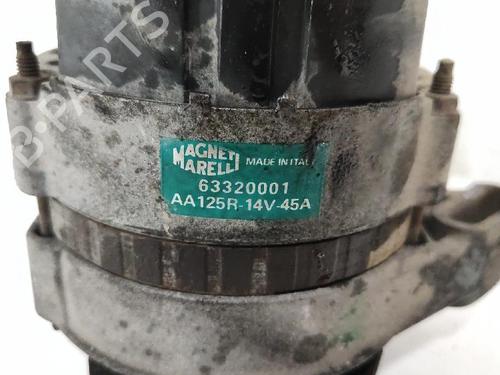 B-PARTS
MAGNETI MARELLI MADE IN ITALY
63320001
AA125R-14V-45A